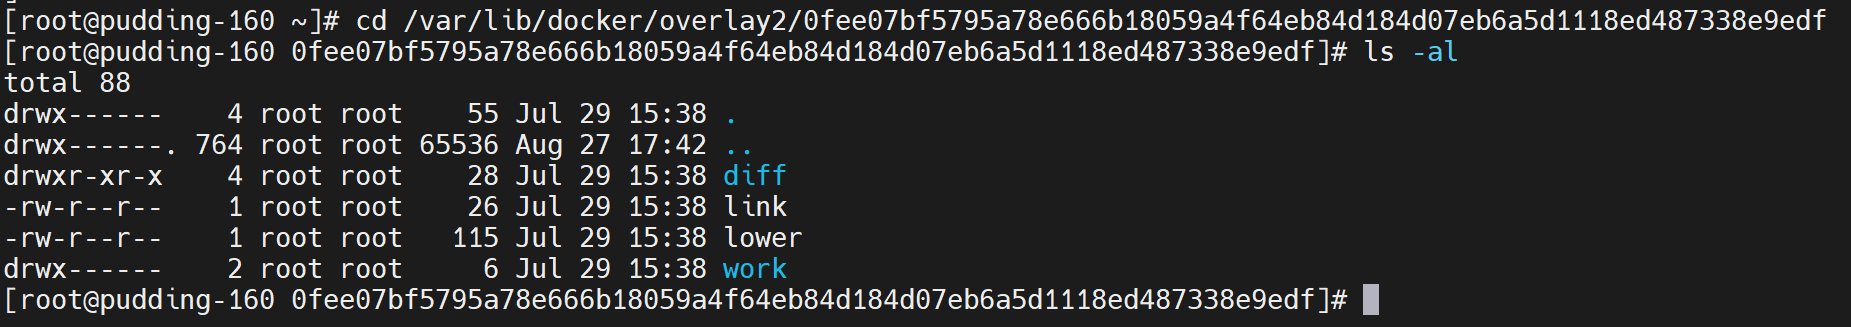 [root@pudding-160 ~]# cd /var/lib/docker/overlay2/0fee07bf5795a78e666b18059a4f64eb84d184d07eb6a5d1118ed487338e9edf
[root@pudding-160 0fee07bf5795a78e666b18059a4f64eb84d184d07eb6a5d1118ed487338e9edf]# ls -al
total 88
drwx------    4 root root    55 Jul 29 15:38 .
drwx------. 764 root root 65536 Aug 27 17:42 ..
drwxr-xr-x    4 root root    28 Jul 29 15:38 diff
-rw-r--r--    1 root root    26 Jul 29 15:38 link
-rw-r--r--    1 root root   115 Jul 29 15:38 lower
drwx------    2 root root     6 Jul 29 15:38 work
[root@pudding-160 0fee07bf5795a78e666b18059a4f64eb84d184d07eb6a5d1118ed487338e9edf]#